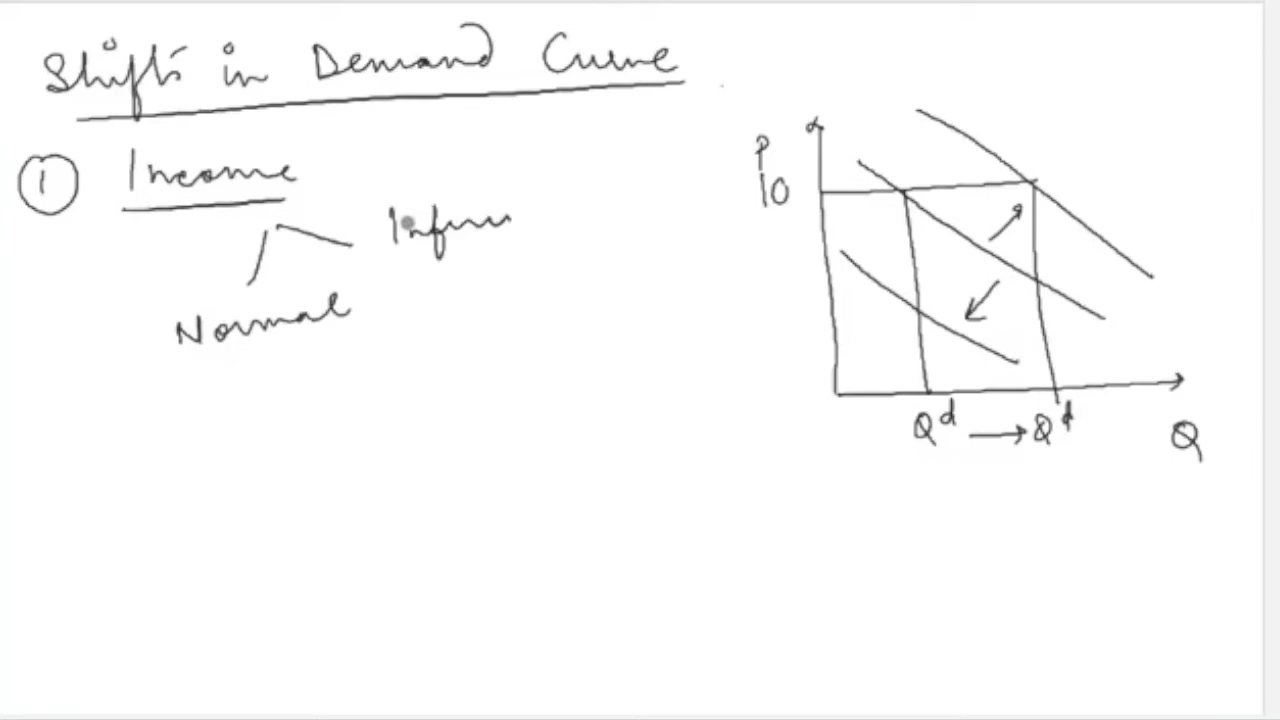 Shifts in Demand Curve
1 Income
Normal
P
10
Qd → Qd
Q